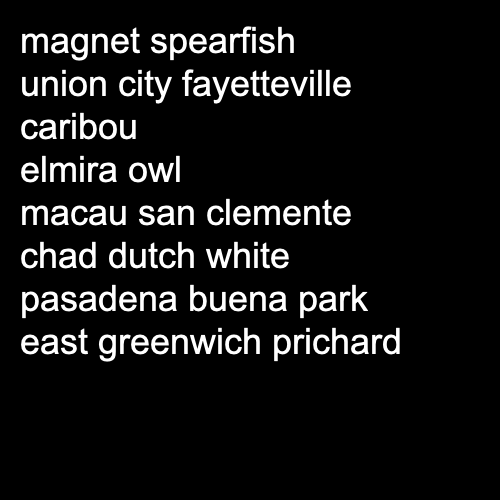 magnet spearfish
union city fayetteville
caribou
elmira owl
macau san clemente
chad dutch white
pasadena buena park
east greenwich prichard